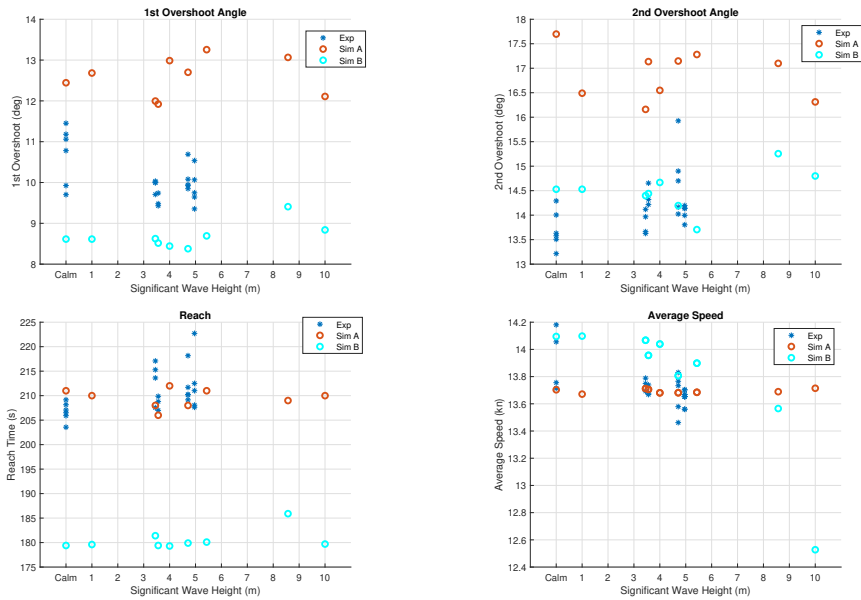 1st Overshoot Angle
14
13
12
11
10
9
8
1st Overshoot (deg)
Exp
Sim A
Sim B
Calm 1 2 3 4 5 6 7 8 9 10
Significant Wave Height (m)
2nd Overshoot Angle
18
17.5
17
16.5
16
15.5
15
14.5
14
13.5
13
2nd Overshoot (deg)
Exp
Sim A
Sim B
Calm 1 2 3 4 5 6 7 8 9 10
Significant Wave Height (m)
Reach
225
220
215
210
205
200
195
190
185
180
175
Reach Time (s)
Exp
Sim A
Sim B
Calm 1 2 3 4 5 6 7 8 9 10
Significant Wave Height (m)
Average Speed
14.2
14
13.8
13.6
13.4
13.2
13
12.8
12.6
12.4
Average Speed (kn)
Exp
Sim A
Sim B
Calm 1 2 3 4 5 6 7 8 9 10
Significant Wave Height (m)